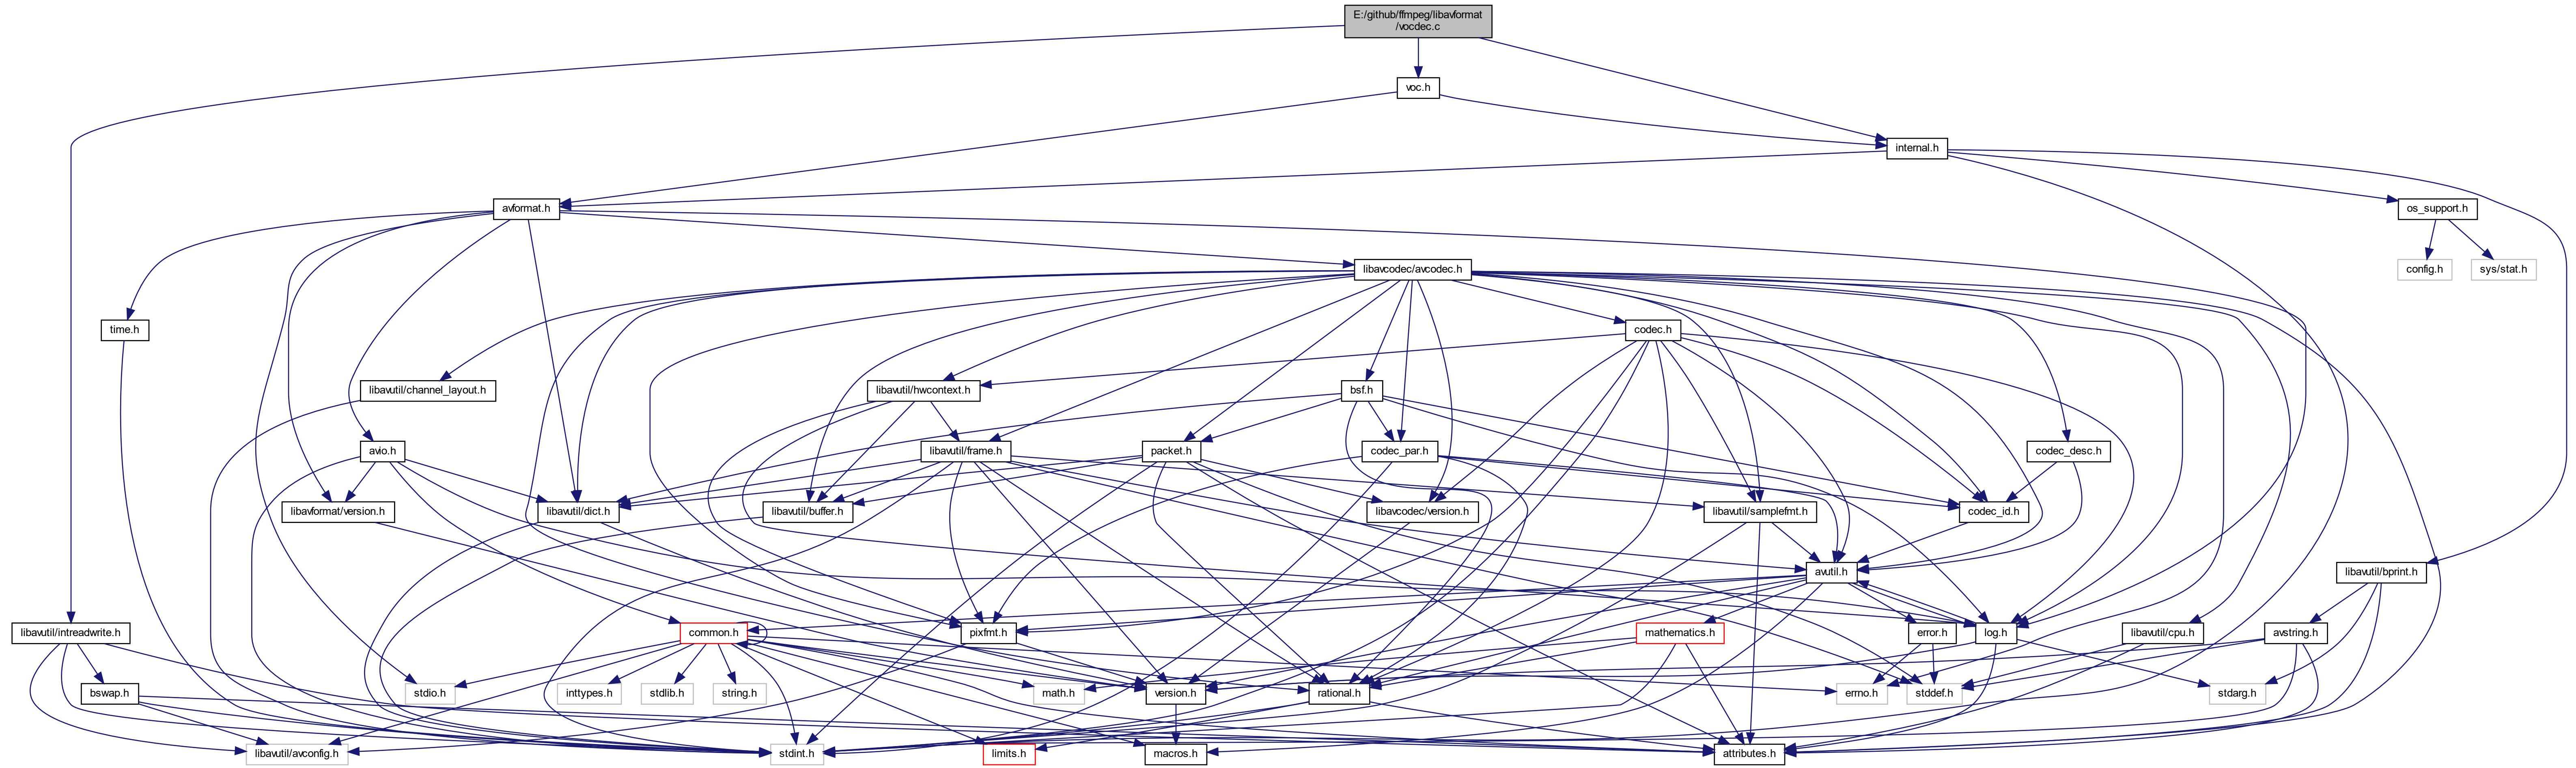 E:/github/ffmpeg/libavformat
/vocdec.c
voc.h
internal.h
avformat.h
os_support.h
libavcodec/avcodec.h
config.h
sys/stat.h
time.h
codec.h
libavutil/channel_layout.h
libavutil/hwcontext.h
bsf.h
avio.h
libavutil/frame.h
packet.h
codec_par.h
codec_desc.h
libavformat/version.h
libavutil/dict.h
libavutil/buffer.h
libavcodec/version.h
libavutil/samplefmt.h
codec_id.h
avutil.h
libavutil/bprint.h
libavutil/intreadwrite.h
common.h
pixfmt.h
mathematics.h
error.h
log.h
libavutil/cpu.h
avstring.h
bswap.h
stdio.h
inttypes.h
stdlib.h
string.h
math.h
version.h
rational.h
errno.h
stddef.h
stdarg.h
libavutil/avconfig.h
stdint.h
limits.h
macros.h
attributes.h